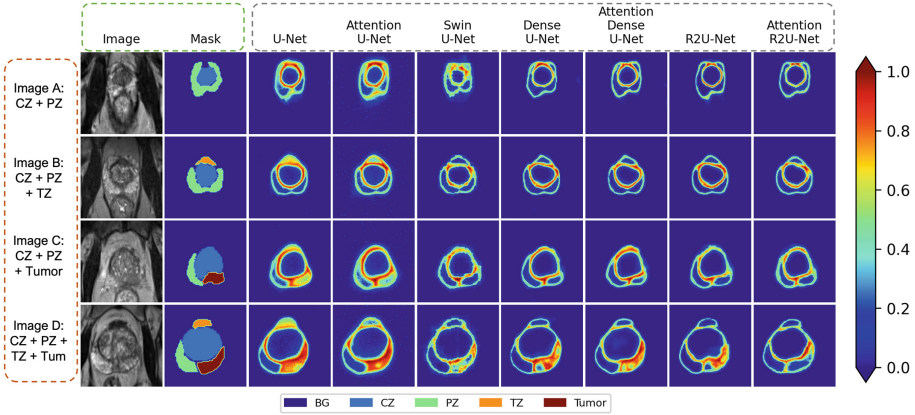 Image
Mask
U-Net
Attention
U-Net
Swin
U-Net
Dense
U-Net
Attention
Dense
U-Net
R2U-Net
Attention
R2U-Net
Image A:
CZ + PZ
Image B:
CZ + PZ
+ TZ
Image C:
CZ + PZ
+ Tumor
Image D:
CZ + PZ +
TZ + Tum
1.0
0.8
0.6
0.4
0.2
0.0
BG
CZ
PZ
TZ
Tumor